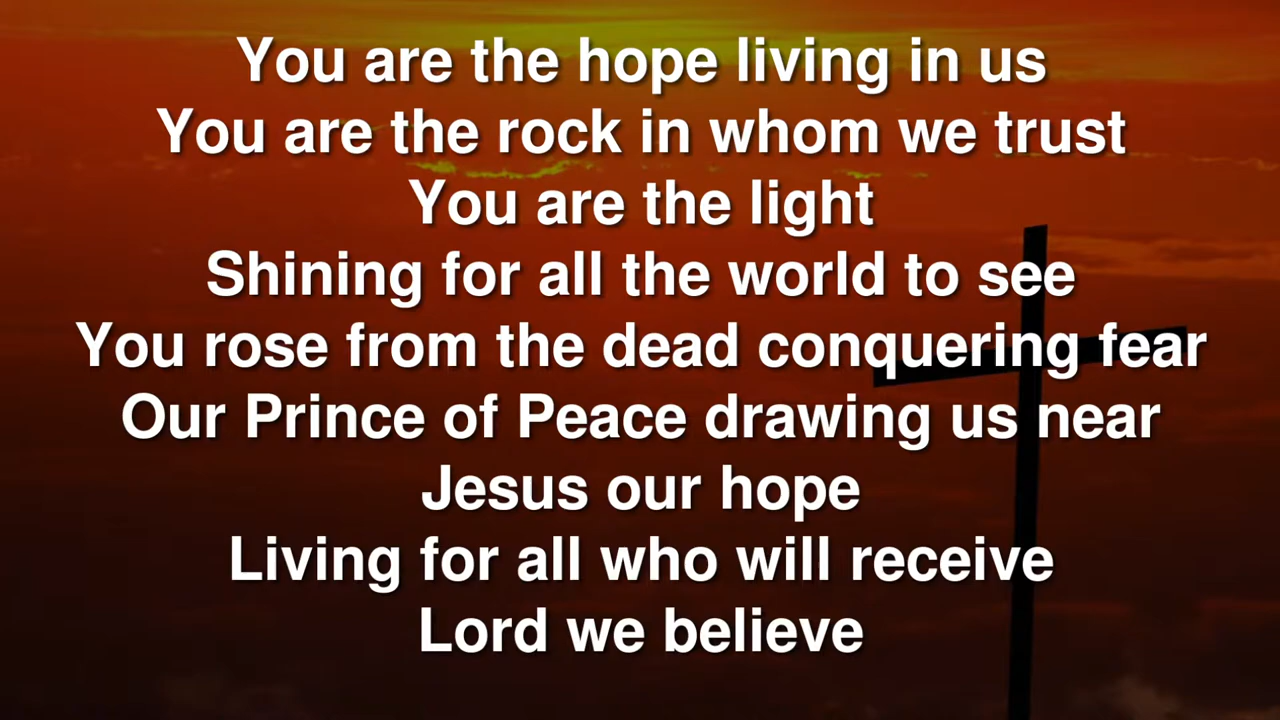 You are the hope living in us
You are the rock in whom we trust
You are the light
Shining for all the world to see
You rose from the dead conquering fear
Our Prince of Peace drawing us near
Jesus our hope
Living for all who will receive
Lord we believe